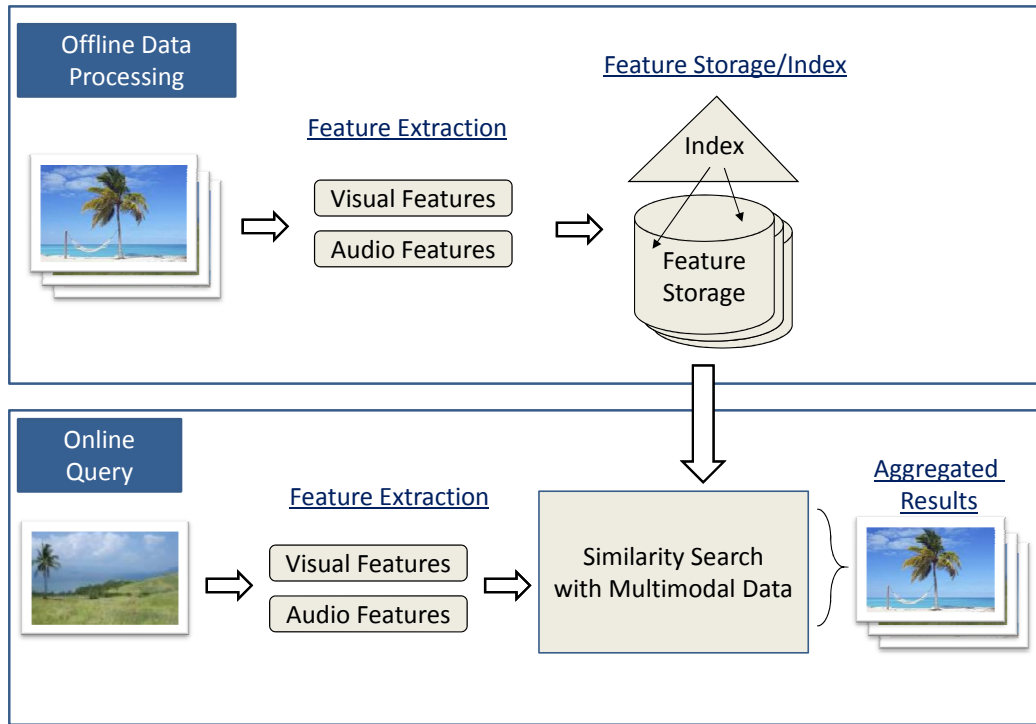 Offline Data
Processing
Feature Storage/Index
Feature Extraction
Index
Visual Features
Audio Features
Feature
Storage
Online
Query
Feature Extraction
Aggregated
Results
Visual Features
Audio Features
Similarity Search
with Multimodal Data